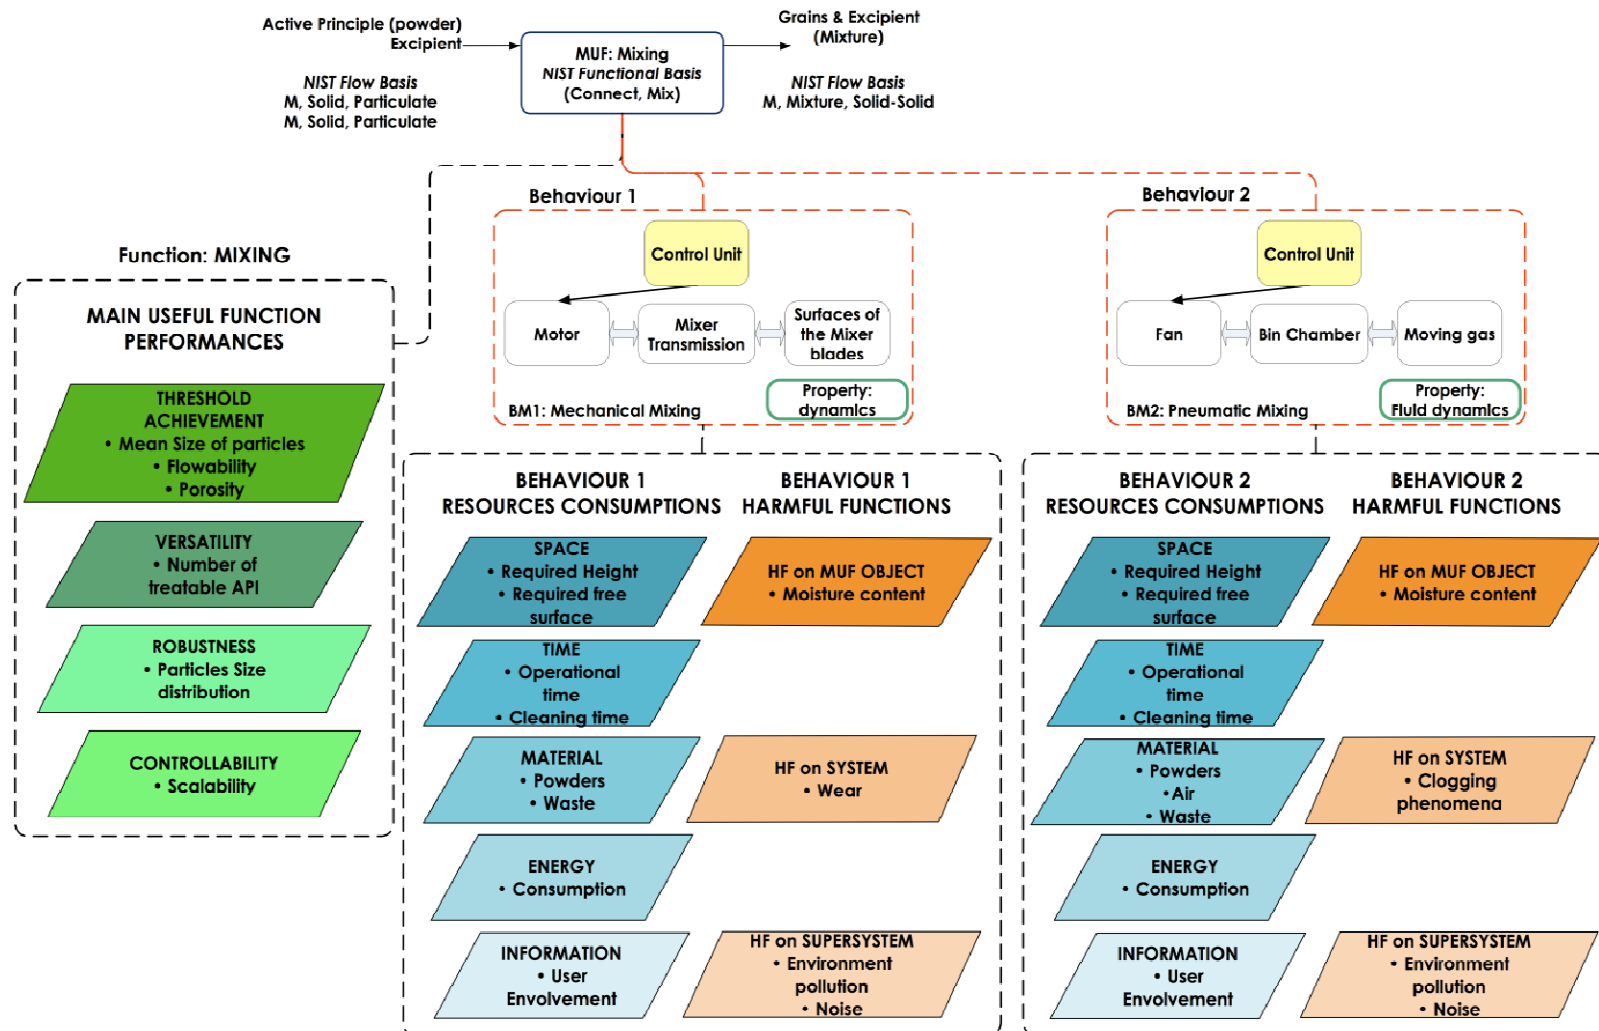 Active Principle (powder)
Excipient
NIST Flow Basis
M, Solid, Particulate
M, Solid, Particulate
MUF: Mixing
NIST Functional Basis
(Connect, Mix)
Grains & Excipient
(Mixture)
NIST Flow Basis
M, Mixture, Solid-Solid
Function: MIXING
MAIN USEFUL FUNCTION
PERFORMANCES
THRESHOLD
ACHIEVEMENT
• Mean Size of particles
• Flowability
• Porosity
VERSATILITY
• Number of
treatable API
ROBUSTNESS
• Particles Size
distribution
CONTROLLABILITY
• Scalability
Behaviour 1
Control Unit
Motor
Mixer
Transmission
Surfaces of
the Mixer
blades
Property:
dynamics
BM1: Mechanical Mixing
BEHAVIOUR 1
RESOURCES CONSUMPTIONS
SPACE
• Required Height
• Required free
surface
TIME
• Operational
time
• Cleaning time
MATERIAL
• Powders
• Waste
ENERGY
• Consumption
INFORMATION
• User
Envolvement
BEHAVIOUR 1
HARMFUL FUNCTIONS
HF on MUF OBJECT
• Moisture content
HF on SYSTEM
• Wear
HF on SUPERSYSTEM
• Environment
pollution
• Noise
Behaviour 2
Control Unit
Fan
Bin Chamber
Moving gas
Property:
Fluid dynamics
BM2: Pneumatic Mixing
BEHAVIOUR 2
RESOURCES CONSUMPTIONS
SPACE
• Required Height
• Required free
surface
TIME
• Operational
time
• Cleaning time
MATERIAL
• Powders
•Air
• Waste
ENERGY
• Consumption
INFORMATION
• User
Envolvement
BEHAVIOUR 2
HARMFUL FUNCTIONS
HF on MUF OBJECT
• Moisture content
HF on SYSTEM
• Clogging
phenomena
HF on SUPERSYSTEM
• Environment
pollution
• Noise